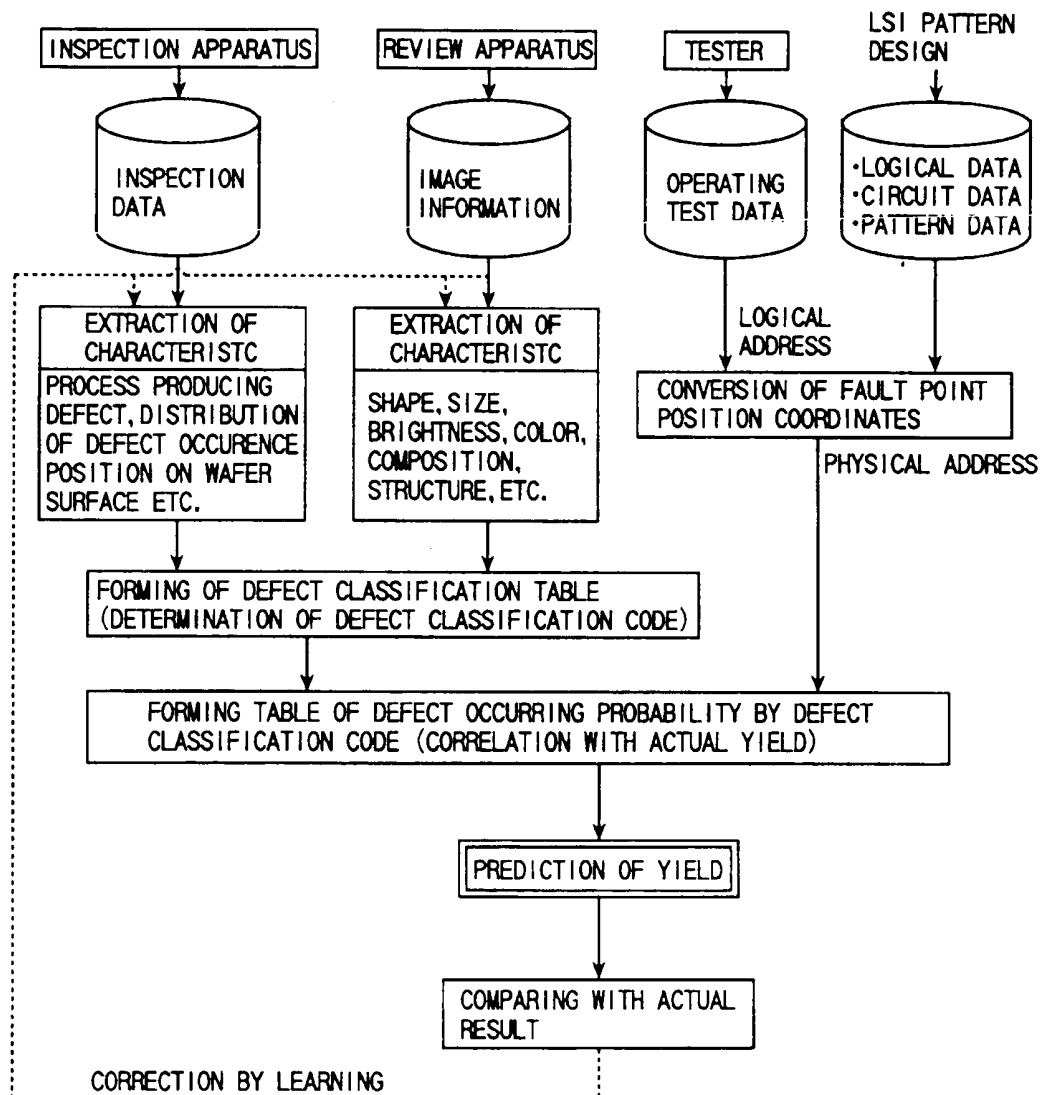 INSPECTION APPARATUS
REVIEW APPARATUS
TESTER
LSI PATTERN
DESIGN
INSPECTION
DATA
IMAGE
INFORMATION
OPERATING
TEST DATA
·LOGICAL DATA
·CIRCUIT DATA
·PATTERN DATA
EXTRACTION OF
CHARACTERISTC
PROCESS PRODUCING
DEFECT, DISTRIBUTION
OF DEFECT OCCURENCE
POSITION ON WAFER
SURFACE ETC.
EXTRACTION OF
CHARACTERISTC
SHAPE, SIZE,
BRIGHTNESS, COLOR,
COMPOSITION,
STRUCTURE, ETC.
LOGICAL
ADDRESS
CONVERSION OF FAULT POINT
POSITION COORDINATES
PHYSICAL ADDRESS
FORMING OF DEFECT CLASSIFICATION TABLE
(DETERMINATION OF DEFECT CLASSIFICATION CODE)
FORMING TABLE OF DEFECT OCCURRING PROBABILITY BY DEFECT
CLASSIFICATION CODE (CORRELATION WITH ACTUAL YIELD)
PREDICTION OF YIELD
COMPARING WITH ACTUAL
RESULT
CORRECTION BY LEARNING